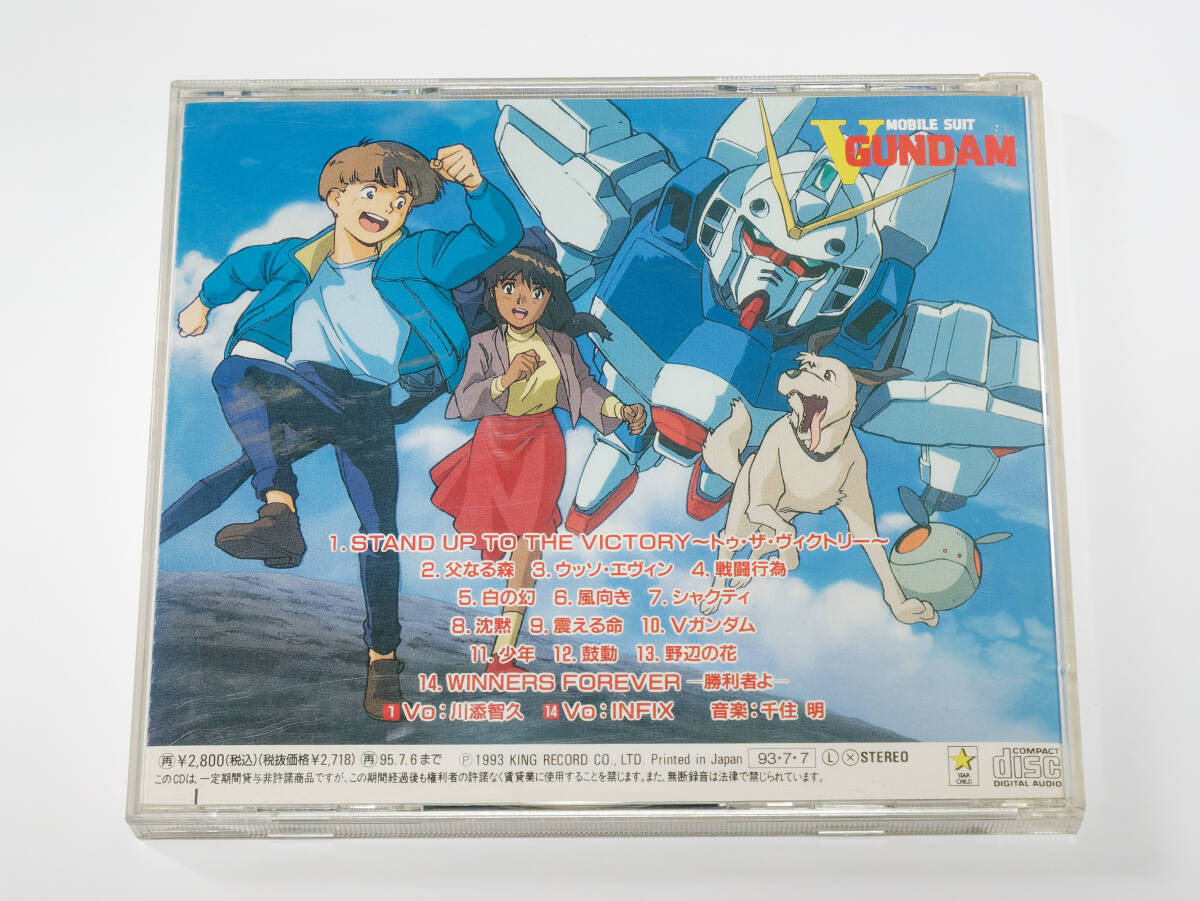 MOBILE SUIT
V GUNDAM
1. STAND UP TO THE VICTORY〜トゥ・ザ・ヴィクトリー〜
2. 父なる森 3. ウッソ・エヴィン 4. 戦闘行為
5. 白の幻 6. 風向き 7. シャクティ
8. 沈黙 9. 震える命 10. Vガンダム
11. 少年 12. 鼓動 13. 野辺の花
14. WINNERS FOREVER ―勝利者よ―
1 Vo:川添智久 14 Vo:INFIX 音楽:千住 明
再 ¥2,800(税込)(税抜価格¥2,718) 再 95.7.6まで Ⓟ1993 KING RECORD CO., LTD. Printed in Japan 93・7・7 Ⓛ Ⓧ STEREO
このCDは、一定期間貸与非許諾商品ですが、この期間経過後も権利者の許諾なく賃貸業に使用することを禁じます。また、無断録音は法律で禁じられています。
STAR
CHILD
COMPACT
disc
DIGITAL AUDIO